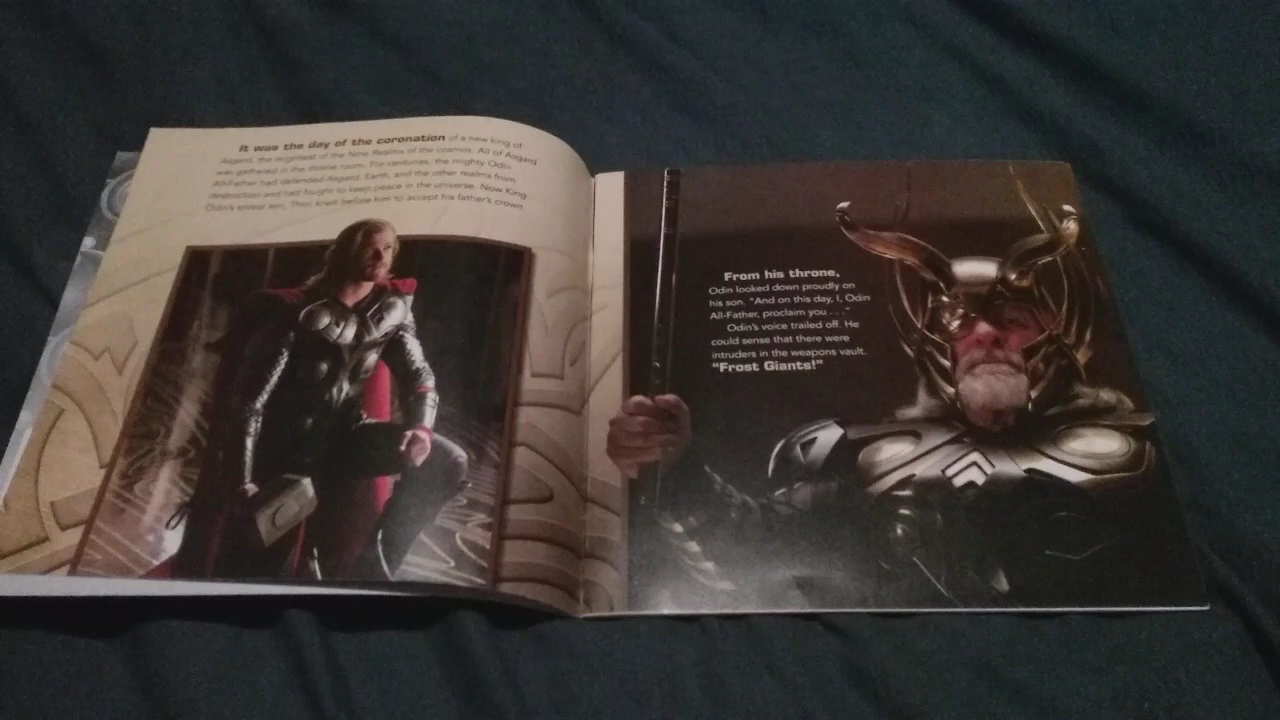 It was the day of the coronation of a new king of
Asgard, the mightiest of the Nine Realms of the cosmos. All of Asgard
was gathered in the throne room. For centuries, the mighty Odin
All-Father had defended Asgard, Earth, and the other realms from
destruction and had fought to keep peace in the universe. Now King
Odin's eldest son, Thor, knelt before him to accept his father's crown.
From his throne,
Odin looked down proudly on
his son. "And on this day, I, Odin
All-Father, proclaim you . . ."
Odin's voice trailed off. He
could sense that there were
intruders in the weapons vault.
"Frost Giants!"